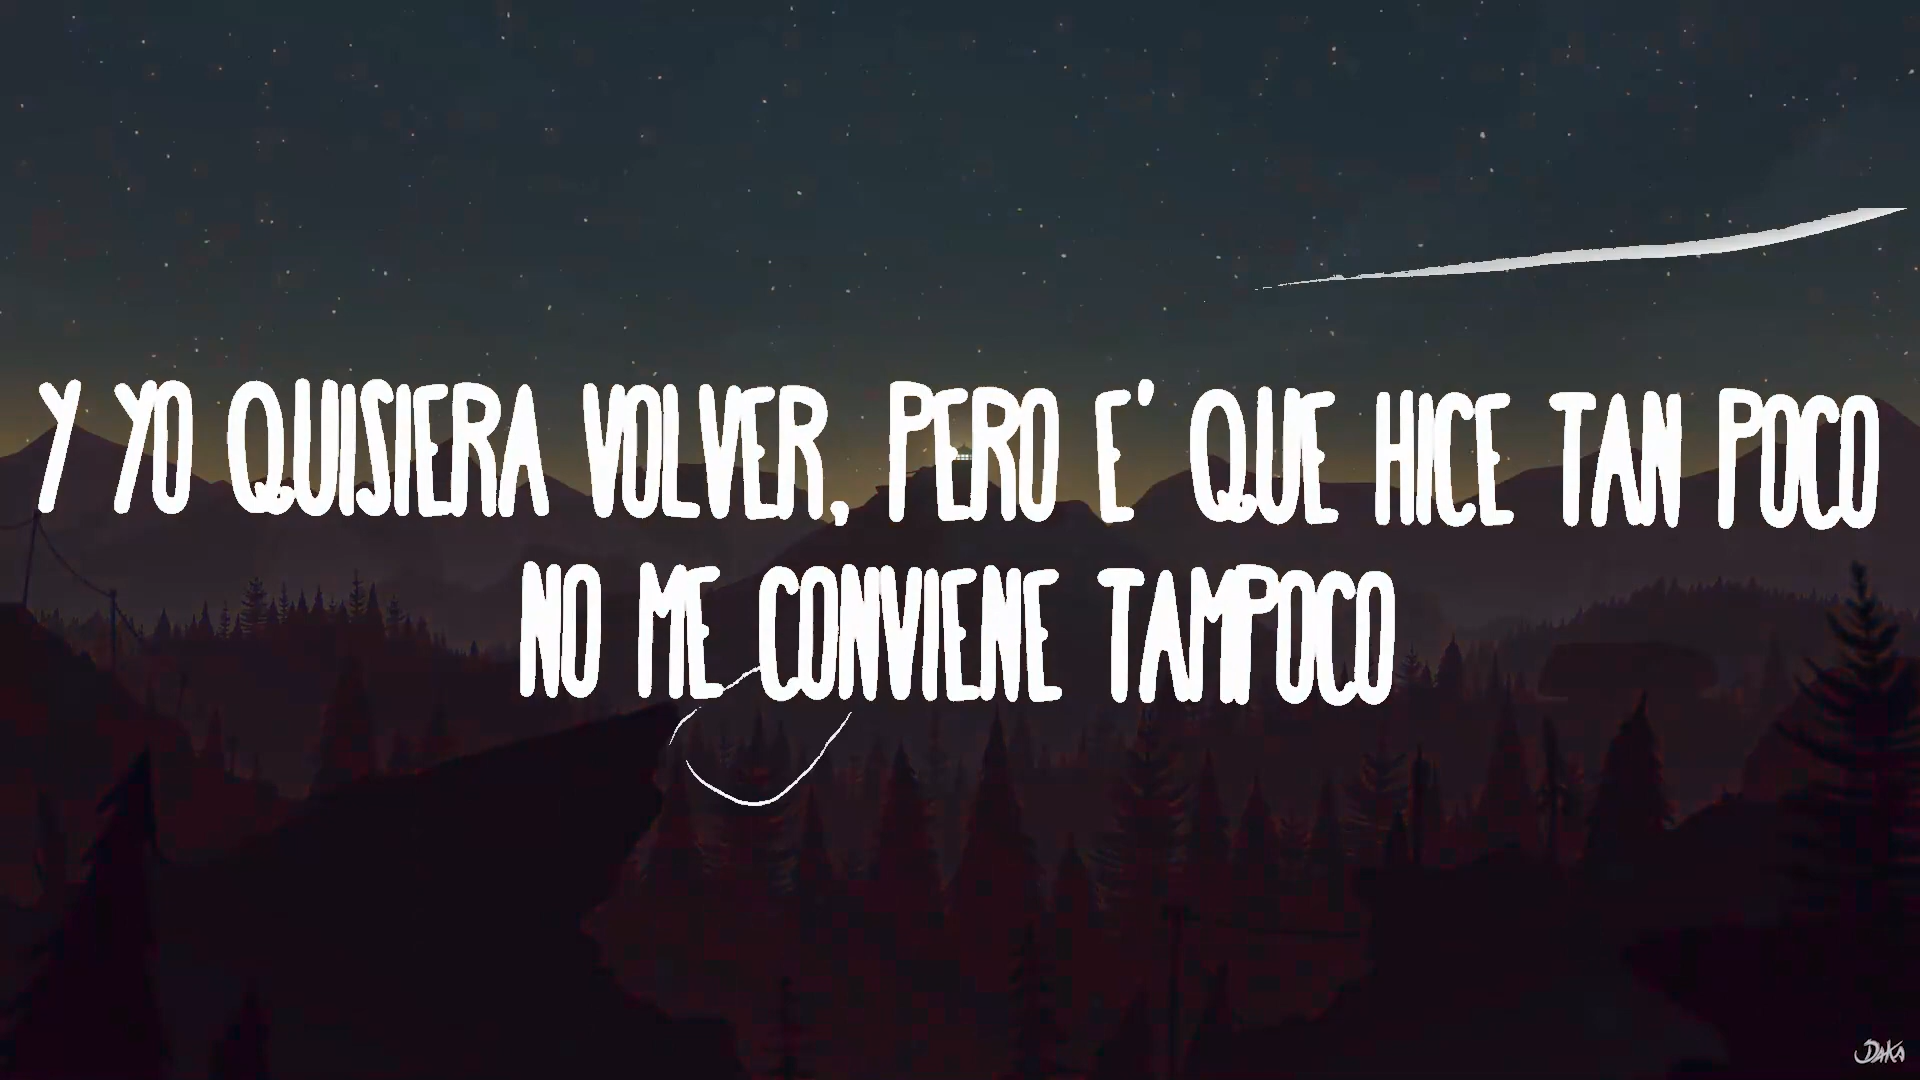 Y YO QUISIERA VOLVER, PERO E' QUE HICE TAN POCO
NO ME CONVIENE TAMPOCO
DAKA